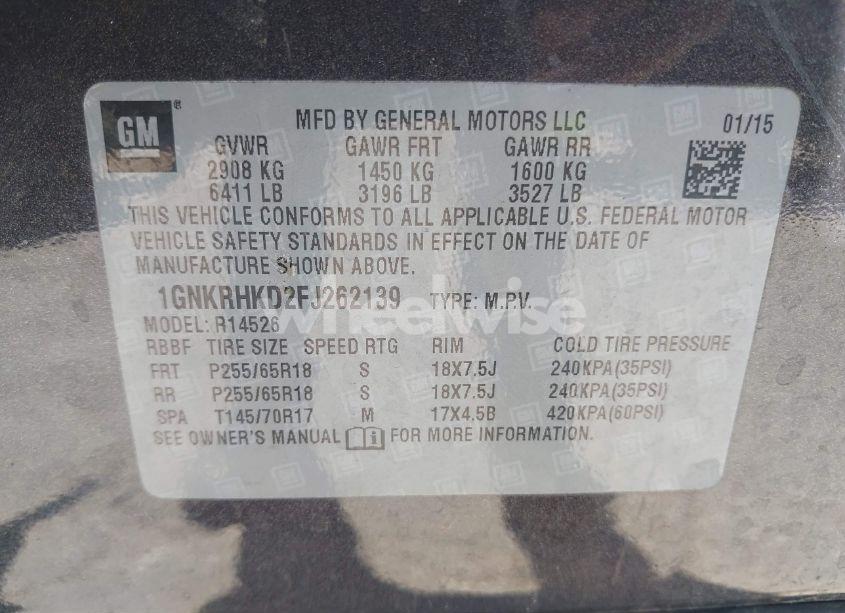 GM ®
MFD BY GENERAL MOTORS LLC 01/15
GVWR GAWR FRT GAWR RR
2908 KG 1450 KG 1600 KG
6411 LB 3196 LB 3527 LB
THIS VEHICLE CONFORMS TO ALL APPLICABLE U.S. FEDERAL MOTOR
VEHICLE SAFETY STANDARDS IN EFFECT ON THE DATE OF
MANUFACTURE SHOWN ABOVE.
1GNKRHKD2FJ262139 TYPE: M.P.V.
wheelwise
MODEL: R14526
RBBF TIRE SIZE SPEED RTG RIM COLD TIRE PRESSURE
FRT P255/65R18 S 18X7.5J 240KPA(35PSI)
RR P255/65R18 S 18X7.5J 240KPA(35PSI)
SPA T145/70R17 M 17X4.5B 420KPA(60PSI)
SEE OWNER'S MANUAL i FOR MORE INFORMATION.